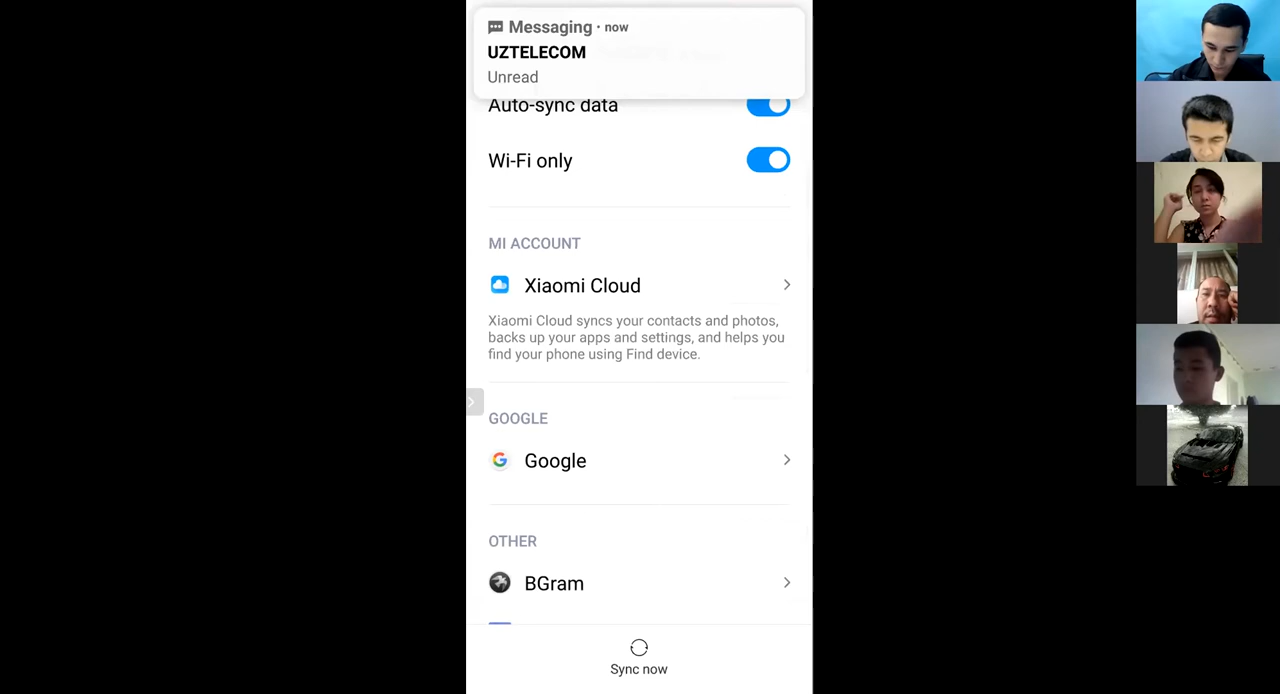 Messaging · now
UZTELECOM
Unread
Auto-sync data
Wi-Fi only
MI ACCOUNT
Xiaomi Cloud
Xiaomi Cloud syncs your contacts and photos,
backs up your apps and settings, and helps you
find your phone using Find device.
GOOGLE
Google
OTHER
BGram
Sync now